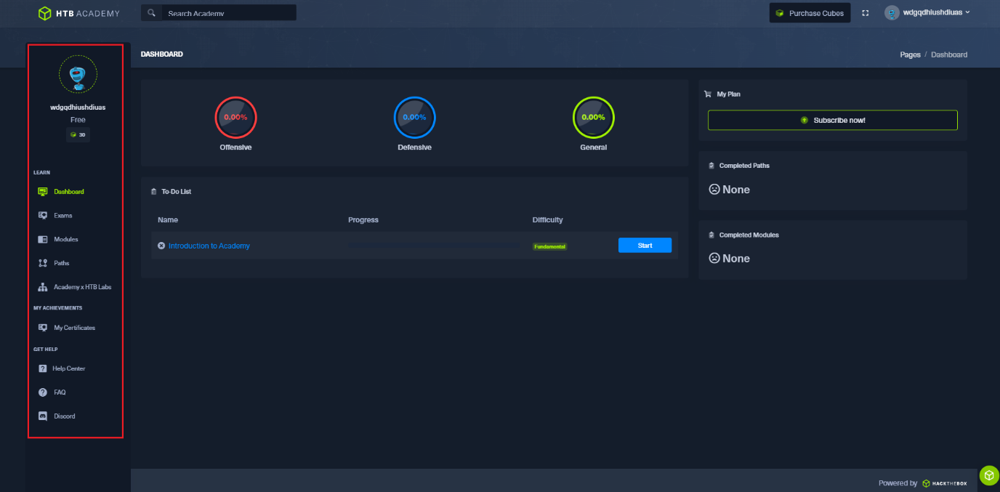 HTB ACADEMY
Search Academy
Purchase Cubes
wdgqdhiushdiuas
wdgqdhiushdiuas
Free
30
LEARN
Dashboard
Exams
Modules
Paths
Academy x HTB Labs
MY ACHIEVEMENTS
My Certificates
GET HELP
Help Center
FAQ
Discord
DASHBOARD
Pages / Dashboard
0.00% 0.00% 0.00%
Offensive Defensive General
To-Do List
Name Progress Difficulty
Introduction to Academy Fundamental Start
My Plan
Subscribe now!
Completed Paths
None
Completed Modules
None
Powered by HACKTHEBOX